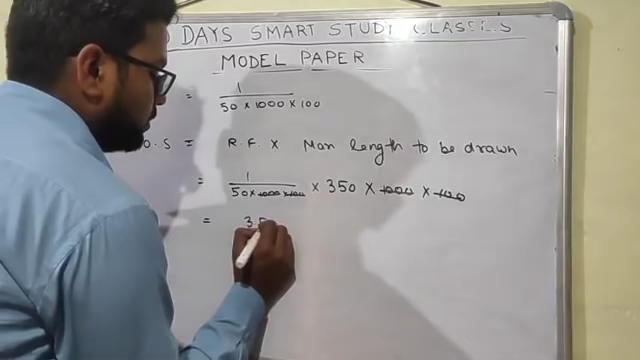 DAYS SMART STUDY CLASSES
MODEL PAPER
= 1 / 50 × 1000 × 100
O.S = R.F. × Max length to be drawn
= 1 / 50 × 1000 × 100 × 350 × 1000 × 100
= 35